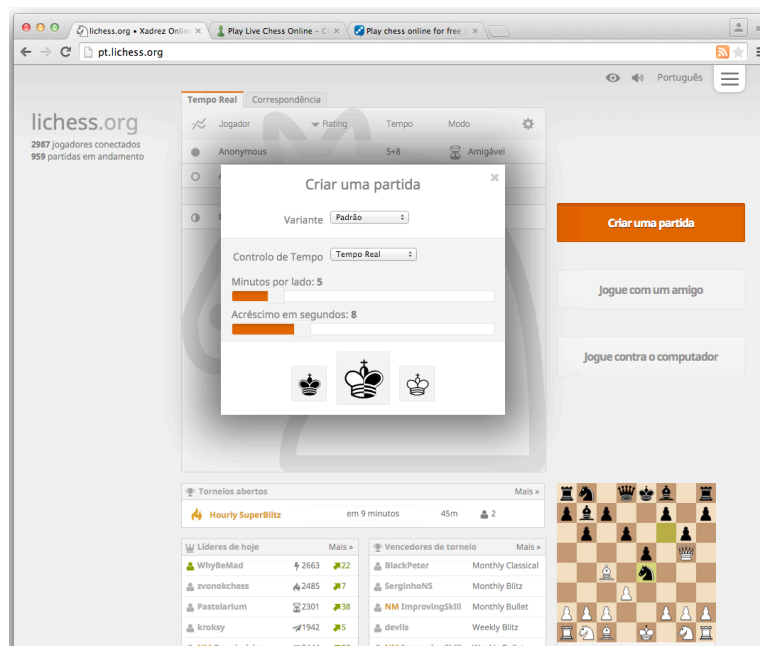 lichess.org • Xadrez Onlin
Play Live Chess Online - C
Play chess online for free |
pt.lichess.org
Português
Tempo Real Correspondência
lichess.org
2987 jogadores conectados
959 partidas em andamento
Jogador Rating Tempo Modo
Anonymous 5+8 Amigável
Criar uma partida
Variante Padrão
Controlo de Tempo Tempo Real
Minutos por lado: 5
Acréscimo em segundos: 8
Criar uma partida
Jogue com um amigo
Jogue contra o computador
Torneios abertos Mais »
Hourly SuperBlitz em 9 minutos 45m 2
Líderes de hoje Mais »
WhyBeMad 2663 22
zvonokchess 2485 7
Pastelarium 2301 38
kroksy 1942 5
Vencedores de torneio Mais »
BlackPeter Monthly Classical
SerginhoNS Monthly Blitz
NM ImprovingSkill Monthly Bullet
devils Weekly Blitz